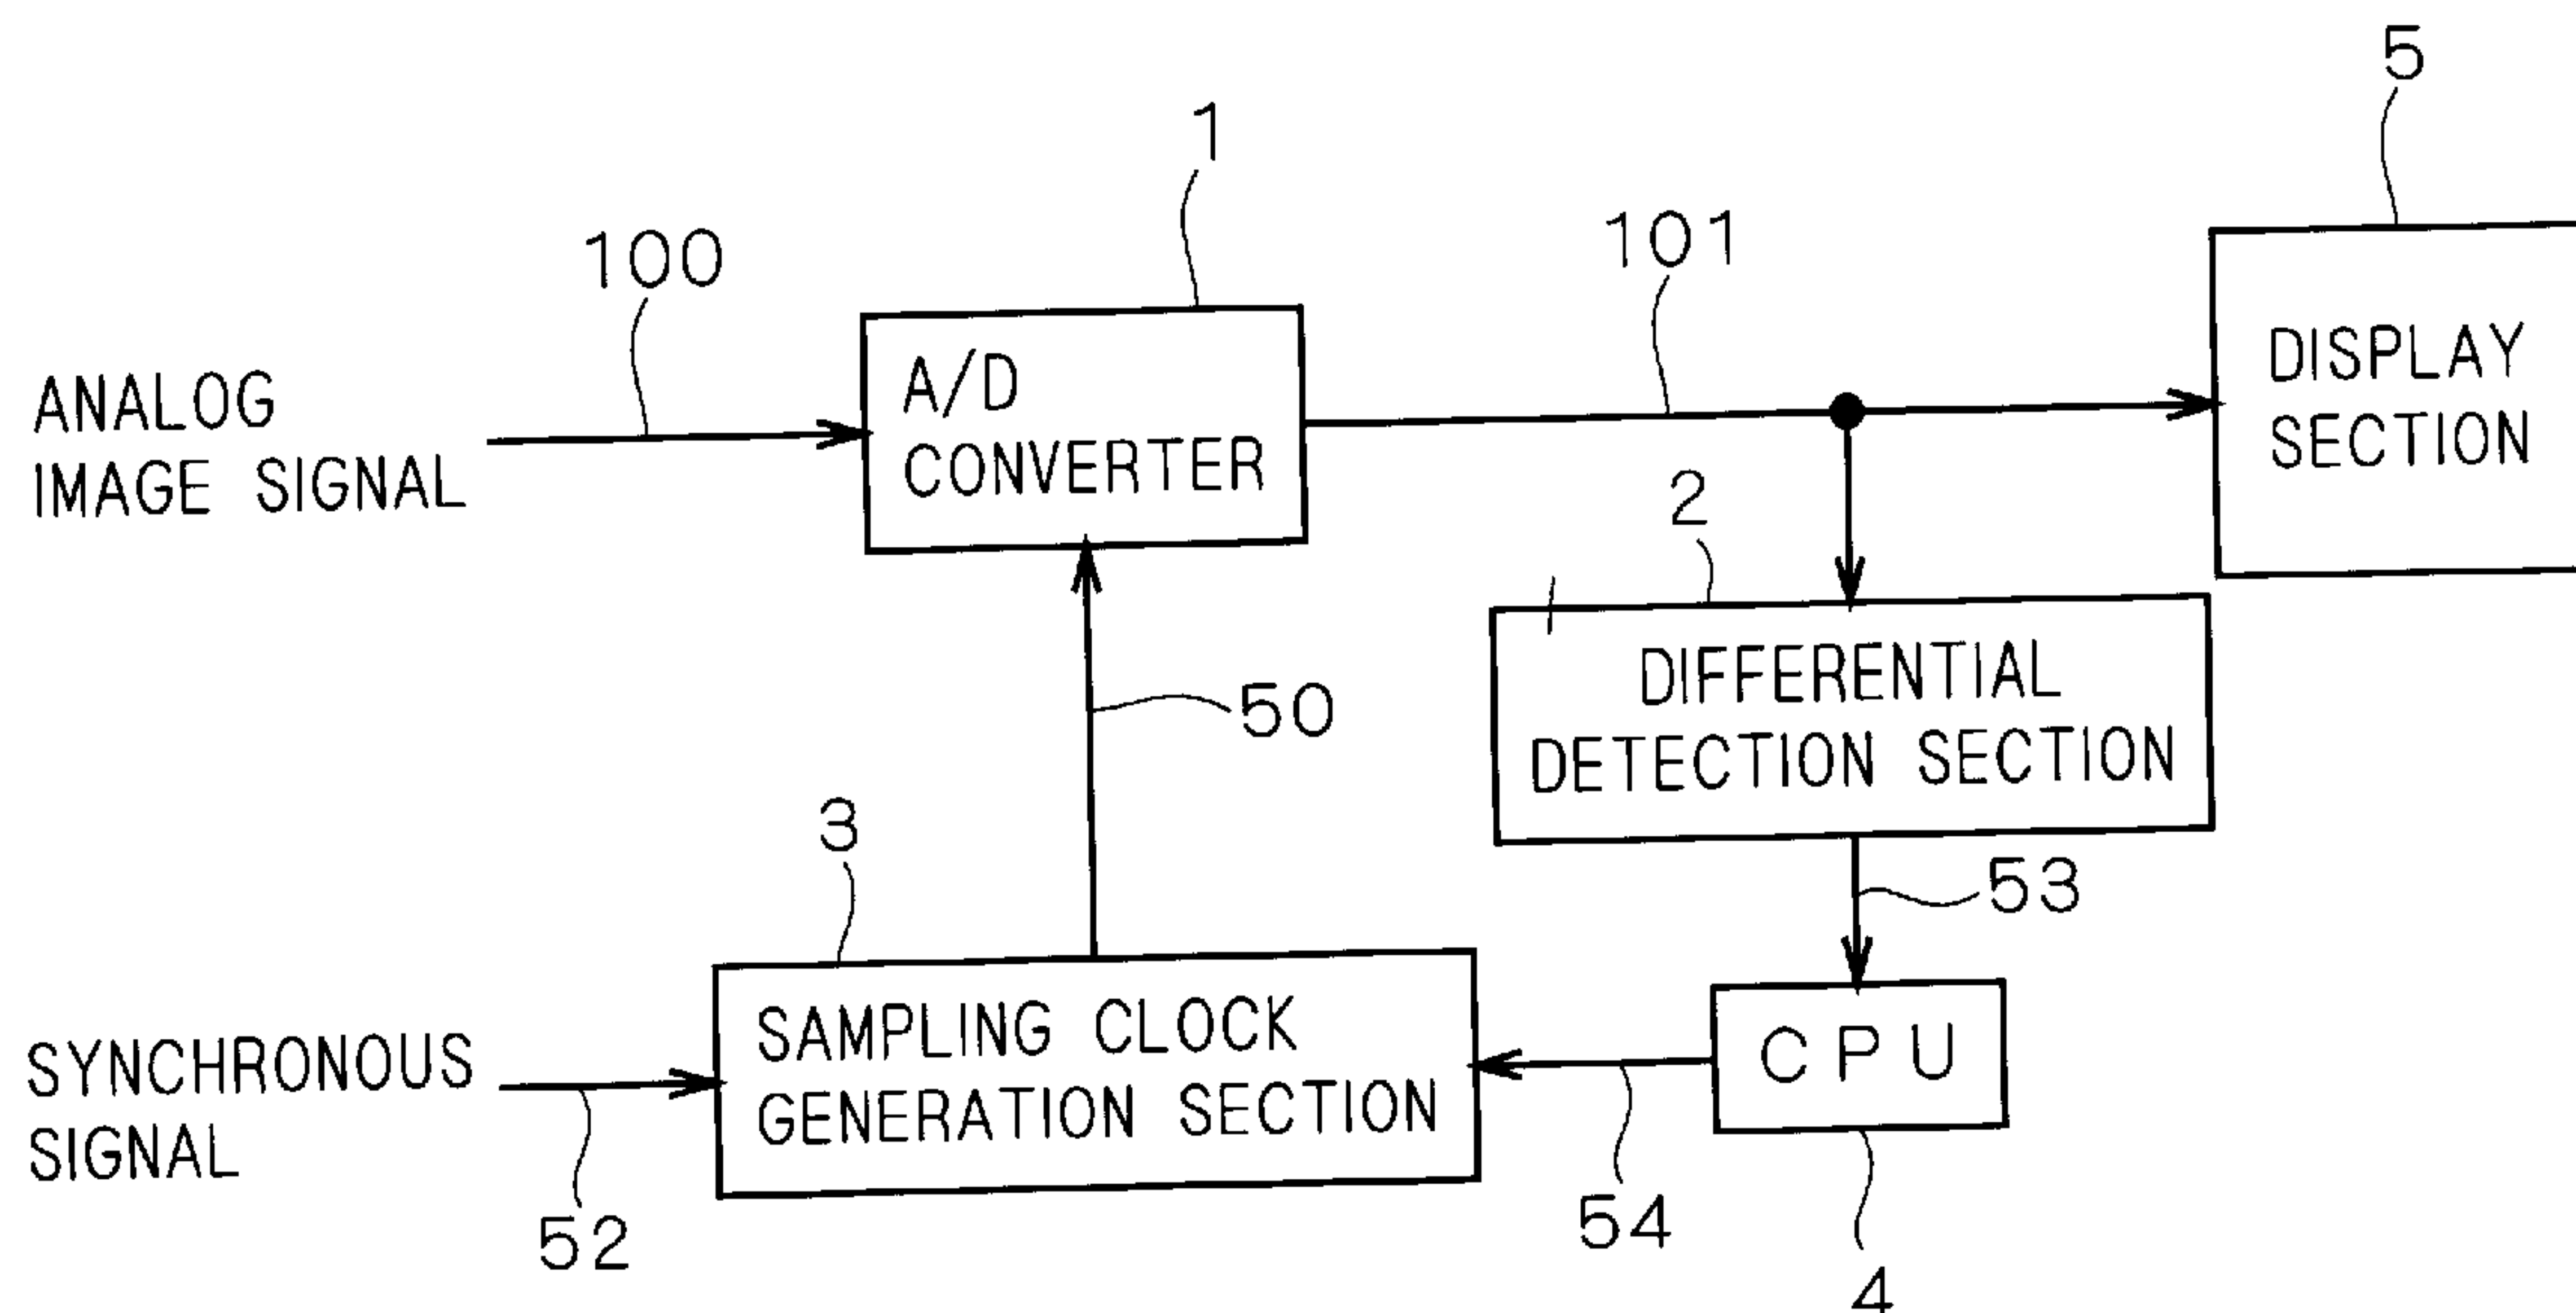 5
1
100
101
A/D
CONVERTER
DISPLAY
SECTION
ANALOG
IMAGE SIGNAL
2
DIFFERENTIAL
DETECTION SECTION
50
3
53
SAMPLING CLOCK
GENERATION SECTION
CPU
SYNCHRONOUS
SIGNAL
52
54
4